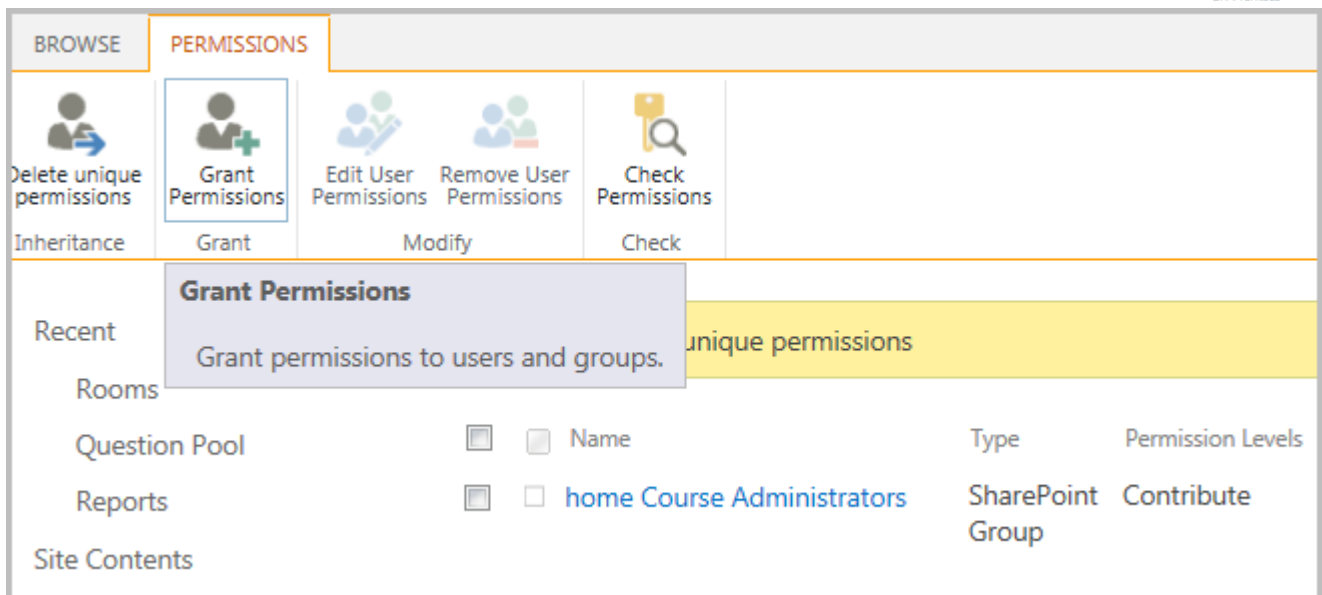 BROWSE PERMISSIONS
Delete unique Grant Edit User Remove User Check
permissions Permissions Permissions Permissions Permissions
Inheritance Grant Modify Check
Grant Permissions
Recent
Grant permissions to users and groups. unique permissions
Rooms
Question Pool Name Type Permission Levels
Reports home Course Administrators SharePoint Contribute
Group
Site Contents